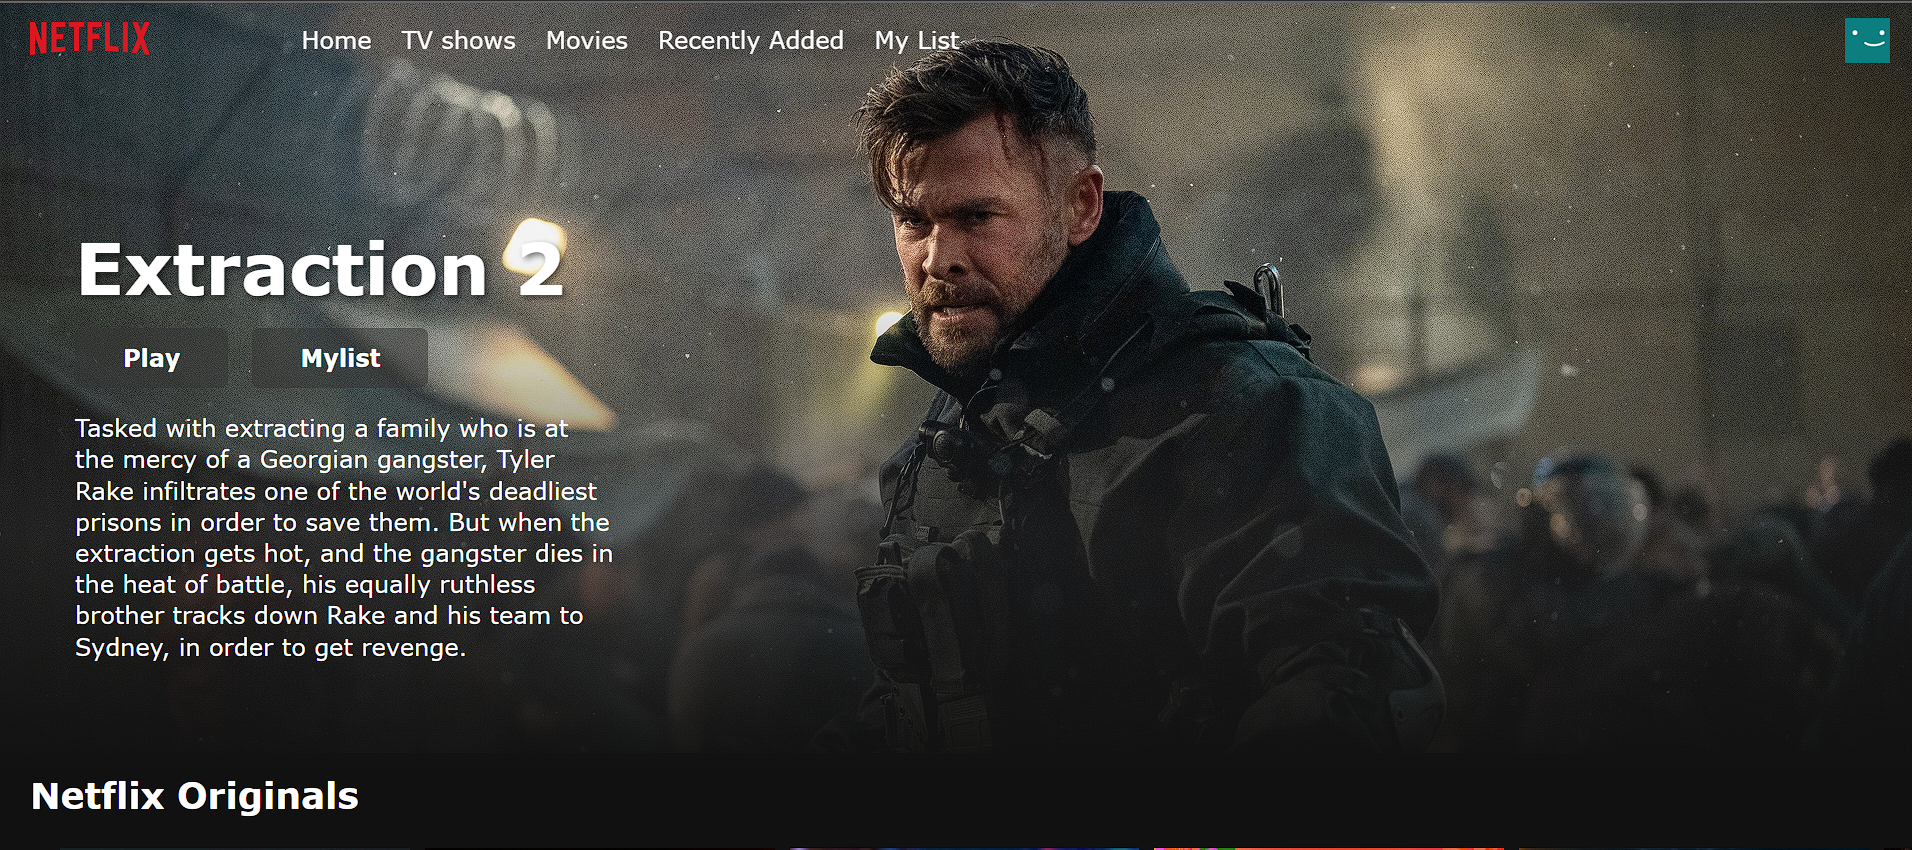 NETFLIX
Home TV shows Movies Recently Added My List
Extraction 2
Play Mylist
Tasked with extracting a family who is at
the mercy of a Georgian gangster, Tyler
Rake infiltrates one of the world's deadliest
prisons in order to save them. But when the
extraction gets hot, and the gangster dies in
the heat of battle, his equally ruthless
brother tracks down Rake and his team to
Sydney, in order to get revenge.
Netflix Originals